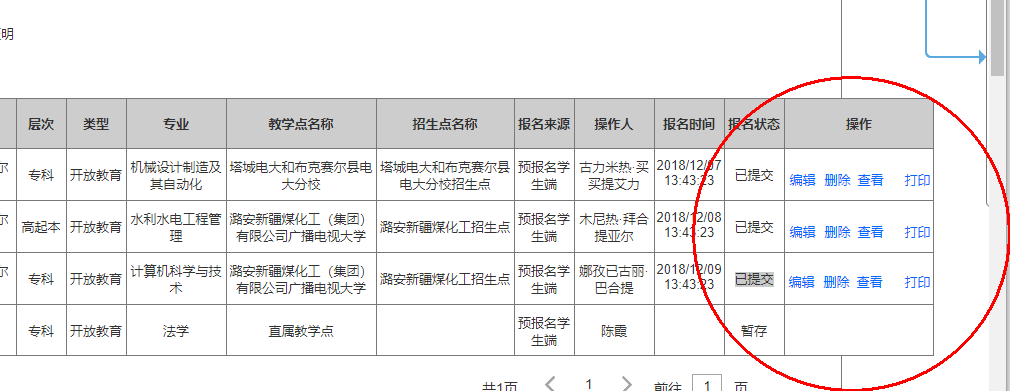 明
层次 类型 专业 教学点名称 招生点名称 报名来源 操作人 报名时间 报名状态 操作
尔 专科 开放教育 机械设计制造及其自动化 塔城电大和布克赛尔县电大分校 塔城电大和布克赛尔县电大分校招生点 预报名学生端 古力米热·买买提艾力 2018/12/07 13:43:23 已提交 编辑 删除 查看 打印
高起本 开放教育 水利水电工程管理 潞安新疆煤化工（集团）有限公司广播电视大学 潞安新疆煤化工招生点 预报名学生端 木尼热·拜合提亚尔 2018/12/08 13:43:23 已提交 编辑 删除 查看 打印
尔 专科 开放教育 计算机科学与技术 潞安新疆煤化工（集团）有限公司广播电视大学 潞安新疆煤化工招生点 预报名学生端 娜孜已古丽·巴合提 2018/12/09 13:43:23 已提交 编辑 删除 查看 打印
专科 开放教育 法学 直属教学点 预报名学生端 陈霞 暂存
共1页 1 前往 1 页